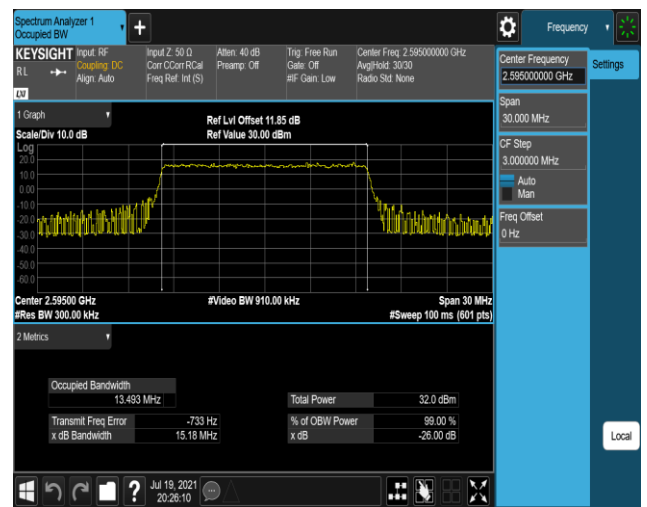 Spectrum Analyzer 1
Occupied BW
+
Frequency
KEYSIGHT
RL
LXI
Input: RF
Coupling: DC
Align: Auto
Input Z: 50 Ω
Corr CCorr RCal
Freq Ref: Int (S)
Atten: 40 dB
Preamp: Off
Trig: Free Run
Gate: Off
#IF Gain: Low
Center Freq: 2.595000000 GHz
Avg|Hold: 30/30
Radio Std: None
Center Frequency
2.595000000 GHz
Settings
Span
30.000 MHz
CF Step
3.000000 MHz
Auto
Man
Freq Offset
0 Hz
1 Graph
Scale/Div 10.0 dB
Ref Lvl Offset 11.85 dB
Ref Value 30.00 dBm
Log
20.0
10.0
0.00
-10.0
-20.0
-30.0
-40.0
-50.0
-60.0
Center 2.59500 GHz
#Video BW 910.00 kHz
Span 30 MHz
#Res BW 300.00 kHz
#Sweep 100 ms (601 pts)
2 Metrics
Occupied Bandwidth
13.493 MHz
Total Power 32.0 dBm
Transmit Freq Error -733 Hz
% of OBW Power 99.00 %
x dB Bandwidth 15.18 MHz
x dB -26.00 dB
Local
?
Jul 19, 2021
20:26:10